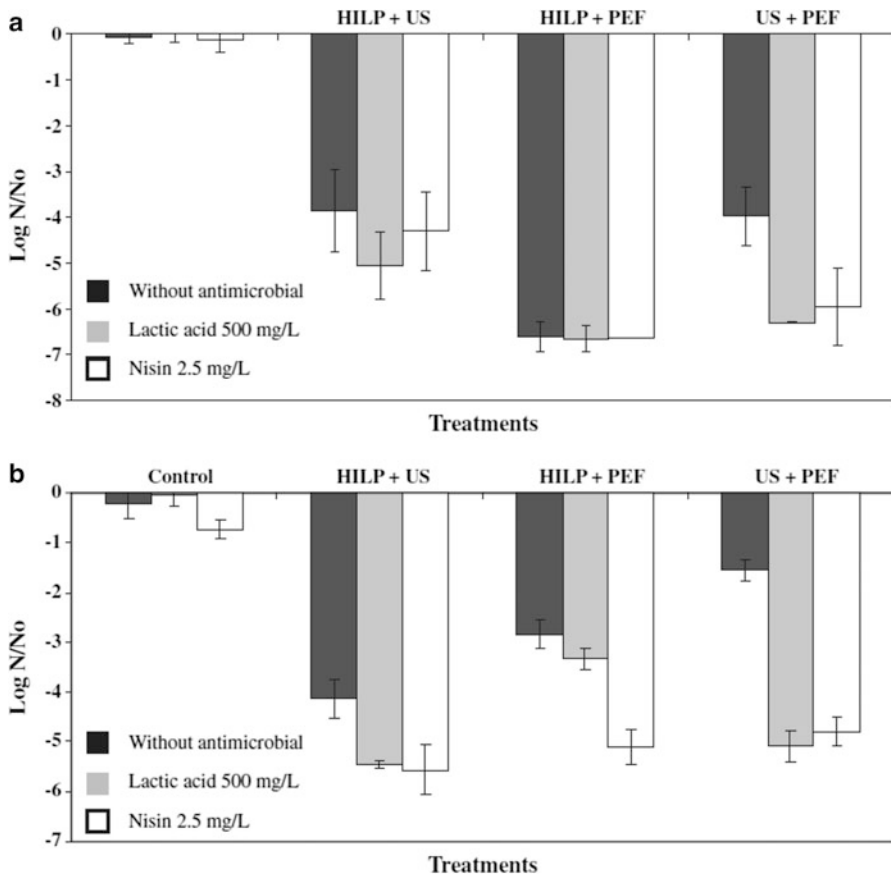 a
HILP + US HILP + PEF US + PEF
0
-1
-2
-3
-4
-5
-6
-7
-8
Log N/No
Without antimicrobial
Lactic acid 500 mg/L
Nisin 2.5 mg/L
Treatments
b
Control HILP + US HILP + PEF US + PEF
0
-1
-2
-3
-4
-5
-6
-7
Log N/No
Without antimicrobial
Lactic acid 500 mg/L
Nisin 2.5 mg/L
Treatments